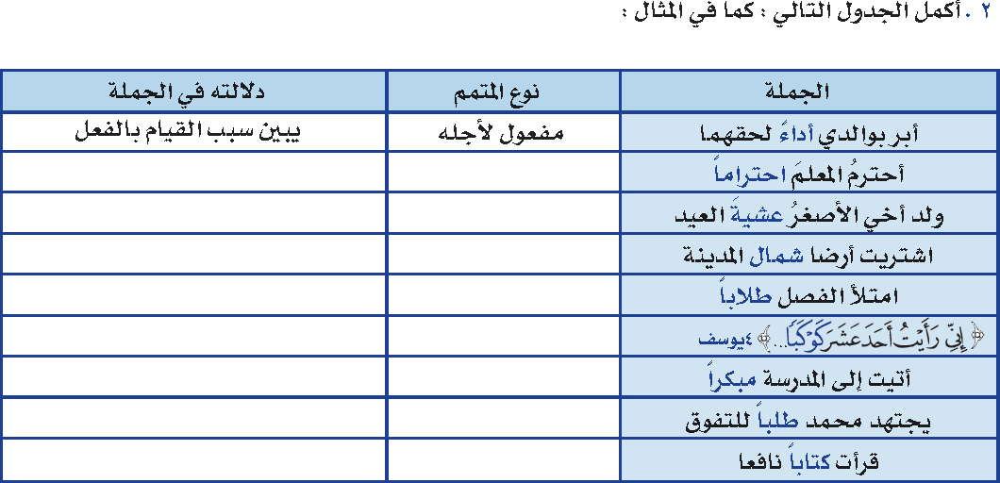 ٢ . أكمل الجدول التالي : كما في المثال :
الجملة نوع المتمم دلالته في الجملة
أبر بوالدي أداءً لحقهما مفعول لأجله يبين سبب القيام بالفعل
أحترمُ المعلمَ احتراماً
ولد أخي الأصغرُ عشيةَ العيد
اشتريت أرضا شمال المدينة
امتلأ الفصل طلاباً
﴿ إِنِّي رَأَيْتُ أَحَدَ عَشَرَ كَوْكَبًا... ﴾ ٤يوسف
أتيت إلى المدرسة مبكراً
يجتهد محمد طلباً للتفوق
قرأت كتاباً نافعا